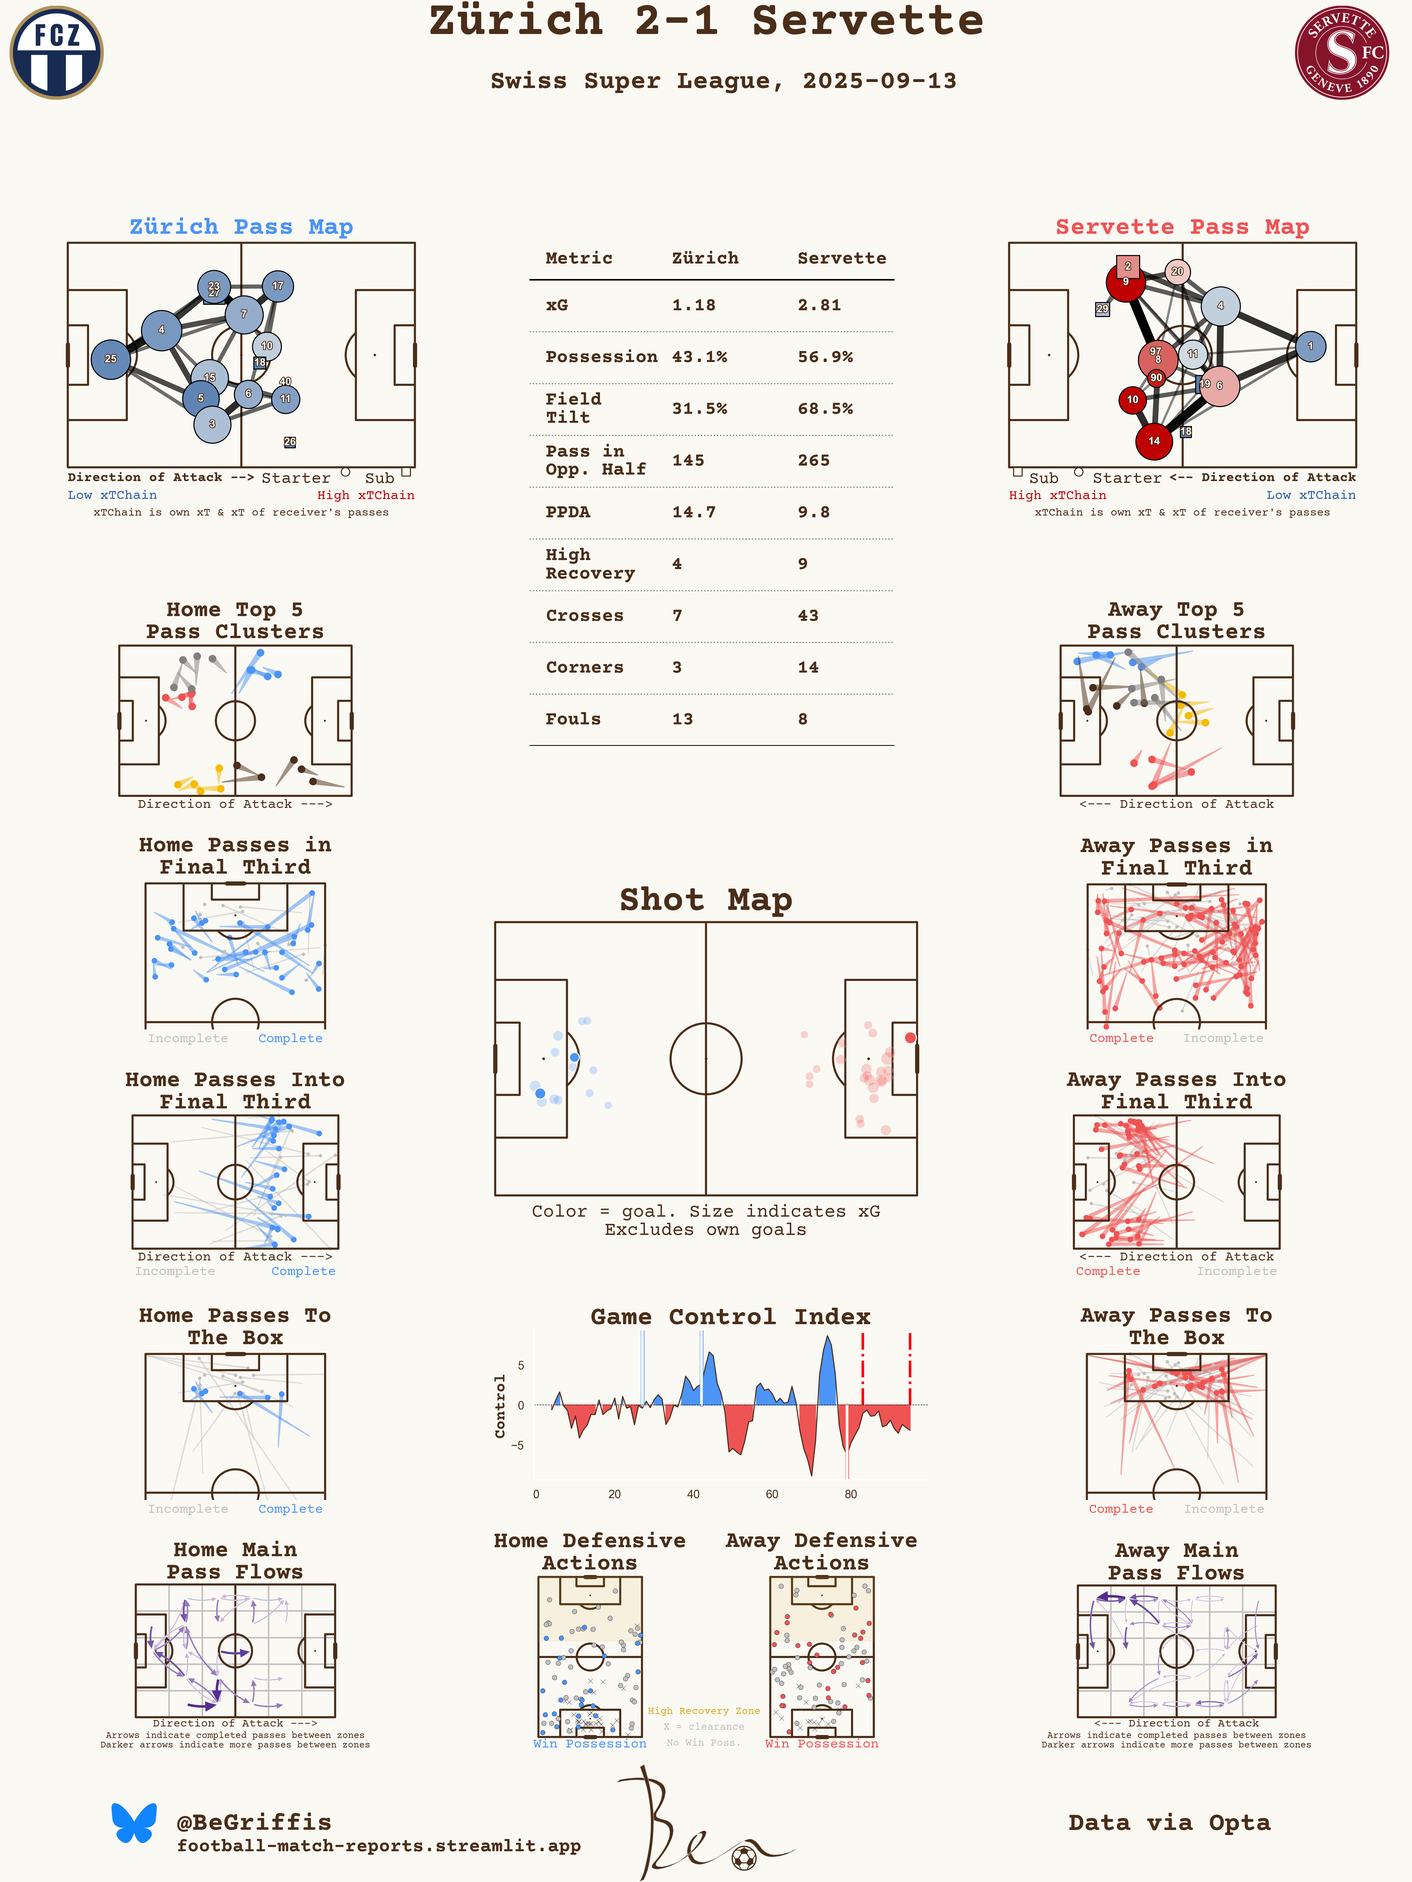 Zürich 2-1 Servette
Swiss Super League, 2025-09-13
FCZ
SERVETTE
FC
S
GENEVE 1890
Zürich Pass Map
23
27
17
7
4
10
25
18
15
40
5
6
11
3
26
Direction of Attack --> Starter Sub
Low xTChain High xTChain
xTChain is own xT & xT of receiver's passes
Metric Zürich Servette
xG 1.18 2.81
Possession 43.1% 56.9%
Field
Tilt 31.5% 68.5%
Pass in
Opp. Half 145 265
PPDA 14.7 9.8
High
Recovery 4 9
Crosses 7 43
Corners 3 14
Fouls 13 8
Servette Pass Map
2
20
9
29
4
97
8
11
1
90
19
6
10
14
18
Sub Starter <-- Direction of Attack
High xTChain Low xTChain
xTChain is own xT & xT of receiver's passes
Home Top 5
Pass Clusters
Direction of Attack --->
Away Top 5
Pass Clusters
<--- Direction of Attack
Home Passes in
Final Third
Incomplete Complete
Away Passes in
Final Third
Complete Incomplete
Shot Map
Color = goal. Size indicates xG
Excludes own goals
Home Passes Into
Final Third
Direction of Attack --->
Incomplete Complete
Away Passes Into
Final Third
<--- Direction of Attack
Complete Incomplete
Home Passes To
The Box
Incomplete Complete
Game Control Index
Control
5
0
−5
0 20 40 60 80
Away Passes To
The Box
Complete Incomplete
Home Main
Pass Flows
Direction of Attack --->
Arrows indicate completed passes between zones
Darker arrows indicate more passes between zones
Home Defensive
Actions
Win Possession
High Recovery Zone
X = clearance
No Win Poss.
Away Defensive
Actions
Win Possession
Away Main
Pass Flows
<--- Direction of Attack
Arrows indicate completed passes between zones
Darker arrows indicate more passes between zones
@BeGriffis
football-match-reports.streamlit.app
Ben
Data via Opta